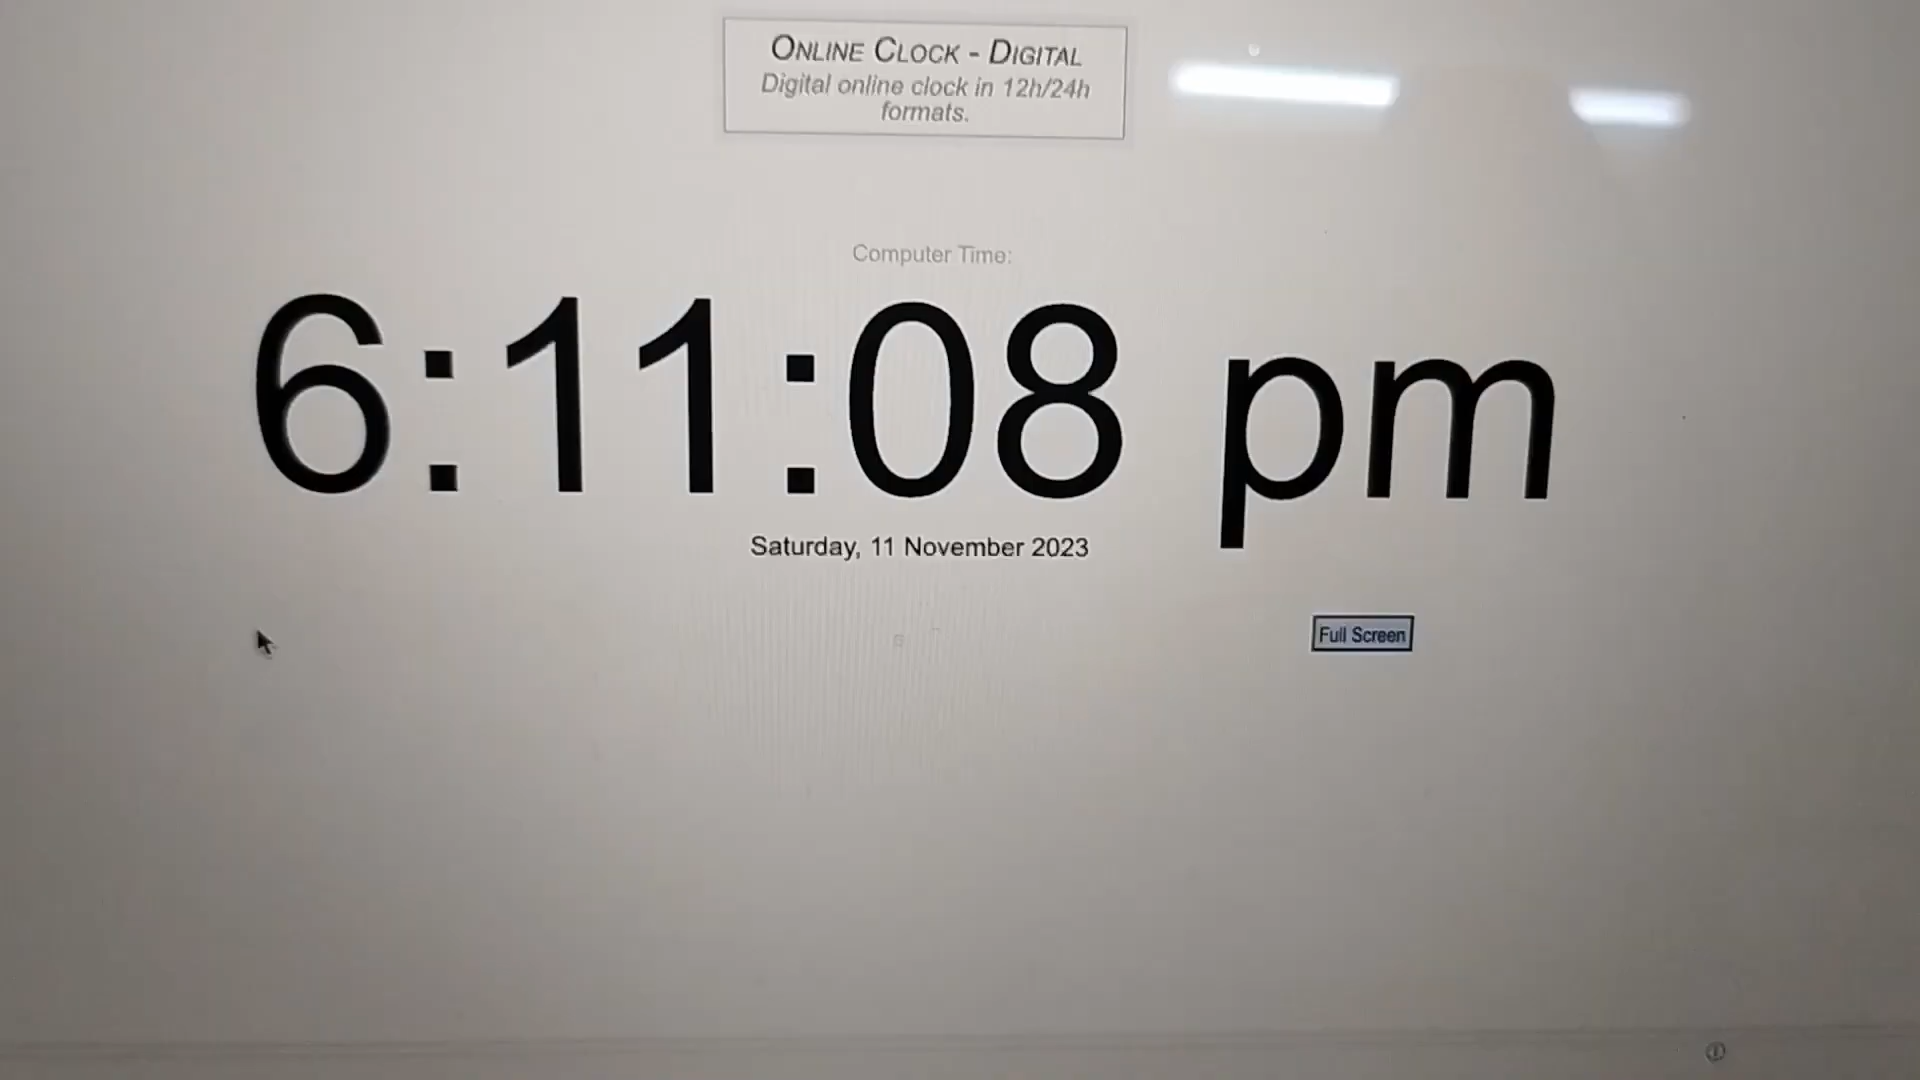 ONLINE CLOCK - DIGITAL
Digital online clock in 12h/24h
formats.
Computer Time:
6:11:08 pm
Saturday, 11 November 2023
Full Screen